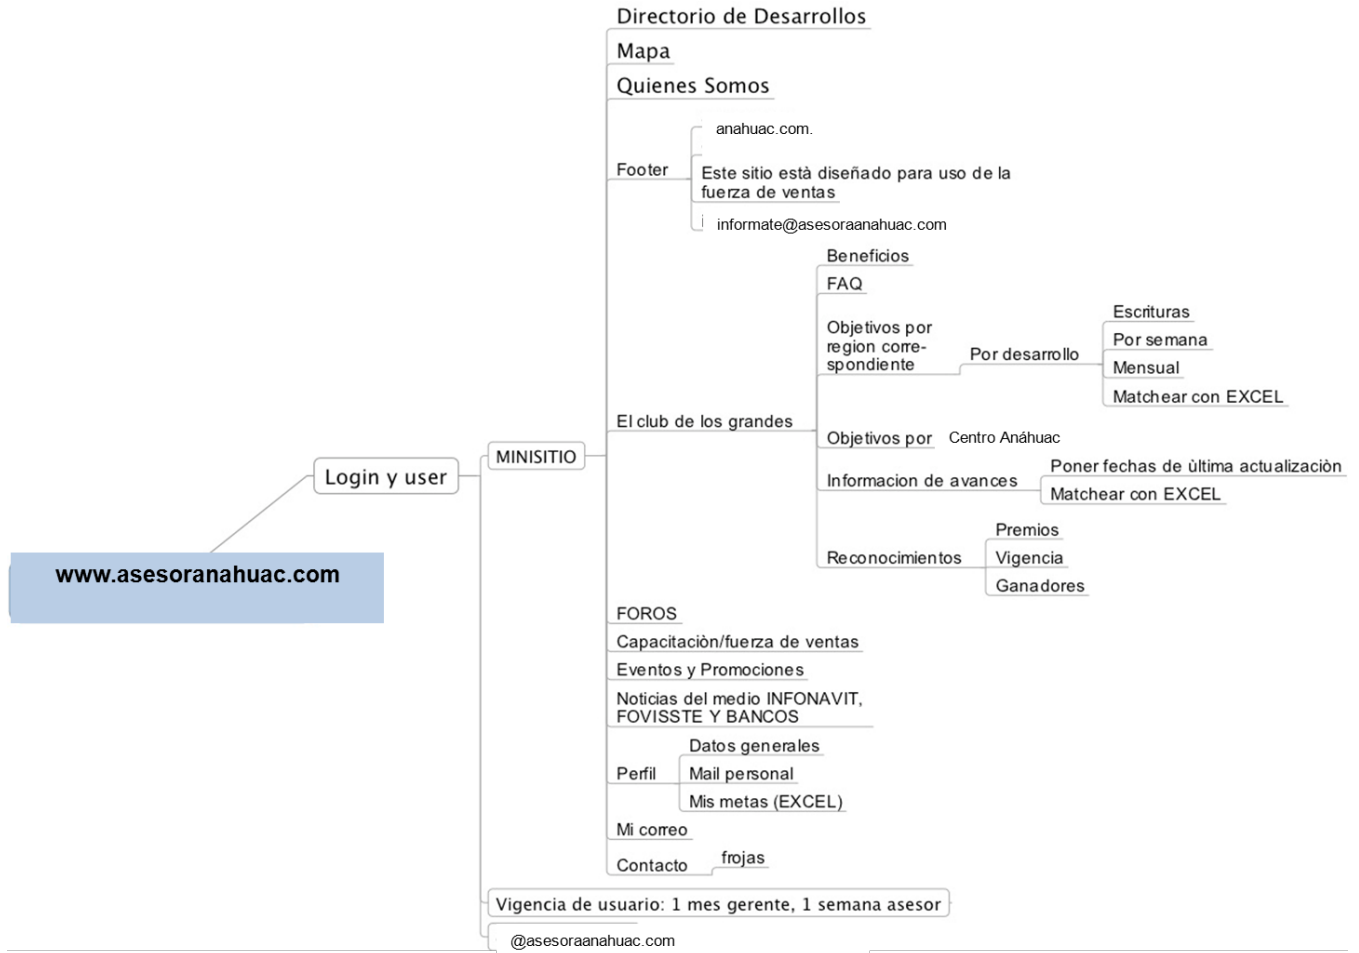 Directorio de Desarrollos
Mapa
Quienes Somos
anahuac.com.
Footer
Este sitio està diseñado para uso de la
fuerza de ventas
informate@asesoraanahuac.com
Beneficios
FAQ
Objetivos por
region corre-
spondiente
Por desarrollo
Escrituras
Por semana
Mensual
Matchear con EXCEL
El club de los grandes
Objetivos por Centro Anáhuac
Informacion de avances
Poner fechas de ùltima actualizaciòn
Matchear con EXCEL
Reconocimientos
Premios
Vigencia
Ganadores
MINISITIO
Login y user
www.asesoranahuac.com
FOROS
Capacitaciòn/fuerza de ventas
Eventos y Promociones
Noticias del medio INFONAVIT,
FOVISSTE Y BANCOS
Perfil
Datos generales
Mail personal
Mis metas (EXCEL)
Mi correo
Contacto
frojas
Vigencia de usuario: 1 mes gerente, 1 semana asesor
@asesoraanahuac.com